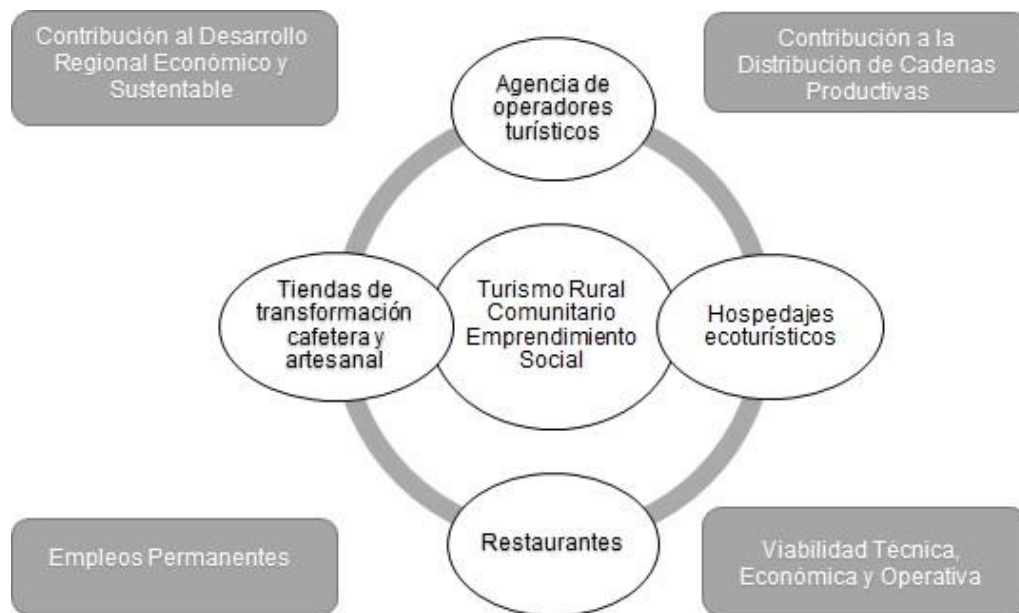 Contribución al Desarrollo
Regional Económico y
Sustentable
Contribución a la
Distribución de Cadenas
Productivas
Agencia de
operadores
turísticos
Tiendas de
transformación
cafetera y
artesanal
Turismo Rural
Comunitario
Emprendimiento
Social
Hospedajes
ecoturísticos
Restaurantes
Empleos Permanentes
Viabilidad Técnica,
Económica y Operativa